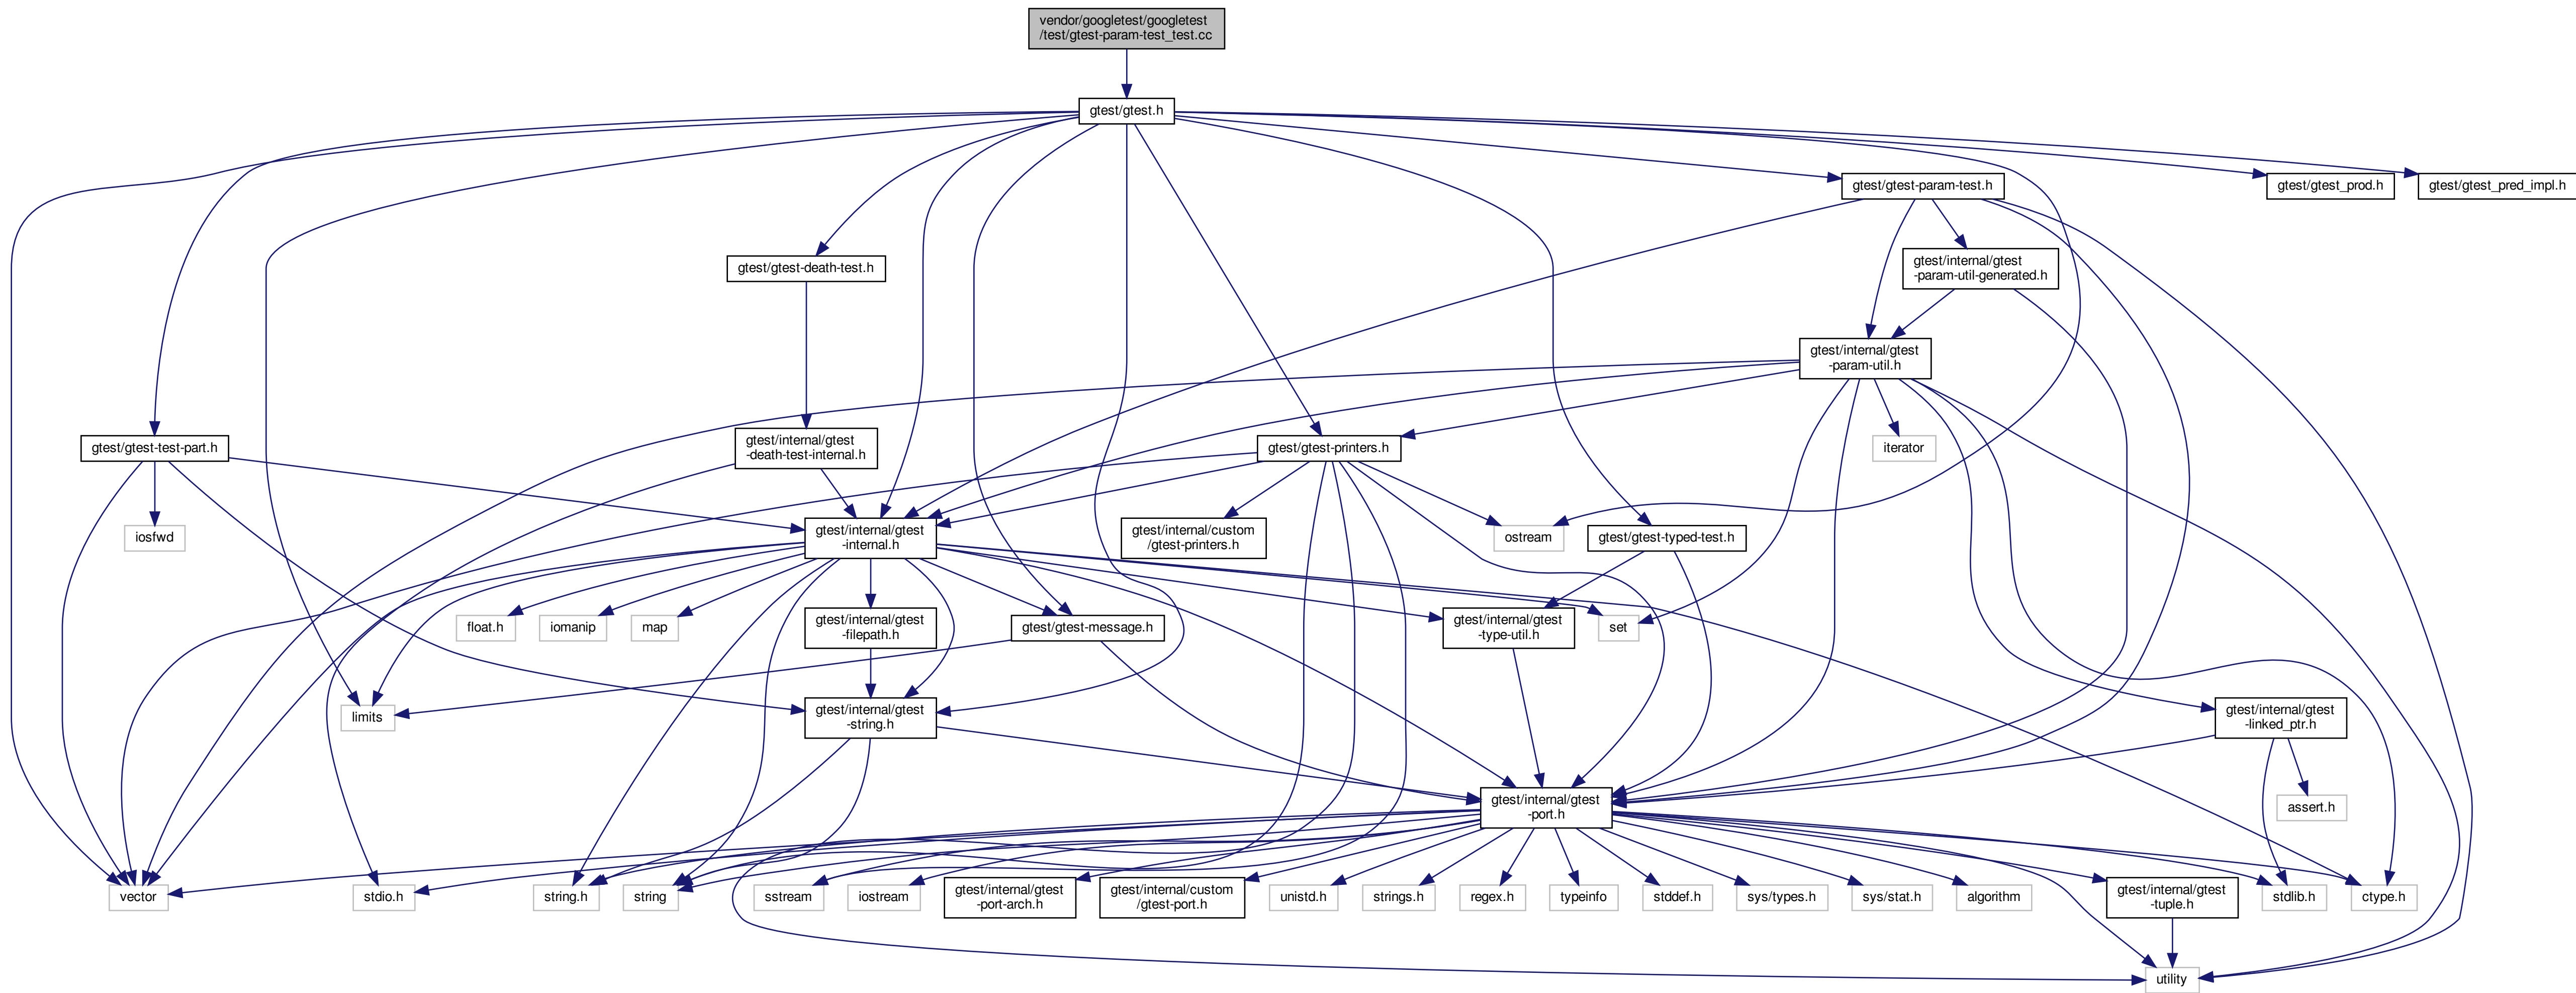 vendor/googletest/googletest
/test/gtest-param-test_test.cc
gtest/gtest.h
gtest/gtest-param-test.h
gtest/gtest_prod.h
gtest/gtest_pred_impl.h
gtest/gtest-death-test.h
gtest/internal/gtest
-param-util-generated.h
gtest/internal/gtest
-param-util.h
gtest/gtest-test-part.h
gtest/internal/gtest
-death-test-internal.h
gtest/gtest-printers.h
iterator
iosfwd
gtest/internal/gtest
-internal.h
gtest/internal/custom
/gtest-printers.h
ostream
gtest/gtest-typed-test.h
float.h
iomanip
map
gtest/internal/gtest
-filepath.h
gtest/gtest-message.h
gtest/internal/gtest
-type-util.h
set
limits
gtest/internal/gtest
-string.h
gtest/internal/gtest
-linked_ptr.h
gtest/internal/gtest
-port.h
assert.h
vector
stdio.h
string.h
string
sstream
iostream
gtest/internal/gtest
-port-arch.h
gtest/internal/custom
/gtest-port.h
unistd.h
strings.h
regex.h
typeinfo
stddef.h
sys/types.h
sys/stat.h
algorithm
gtest/internal/gtest
-tuple.h
stdlib.h
ctype.h
utility